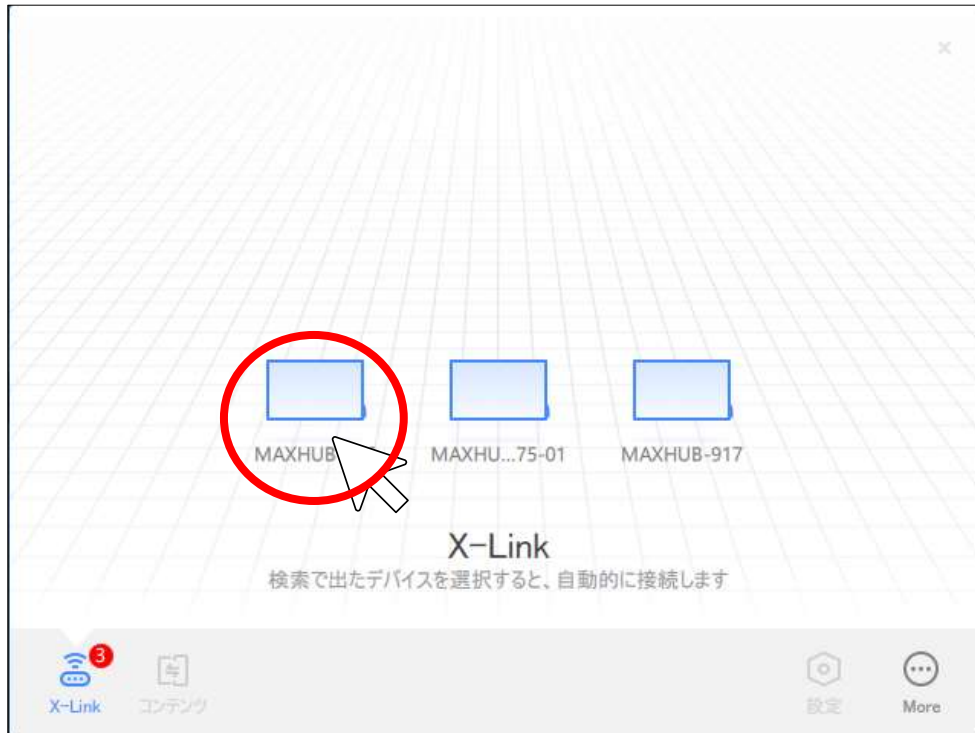 MAXHUB
MAXHU...75-01
MAXHUB-917
X-Link
検索で出たデバイスを選択すると、自動的に接続します
3
X-Link
コンテンツ
設定
More